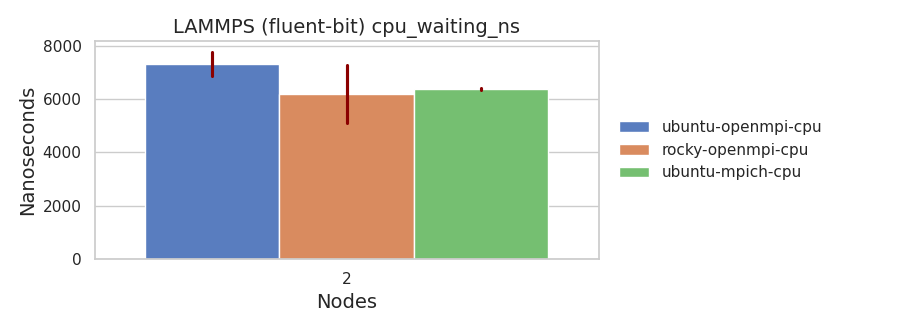 LAMMPS (fluent-bit) cpu_waiting_ns
Nanoseconds
8000
6000
4000
2000
0
2
Nodes
ubuntu-openmpi-cpu
rocky-openmpi-cpu
ubuntu-mpich-cpu